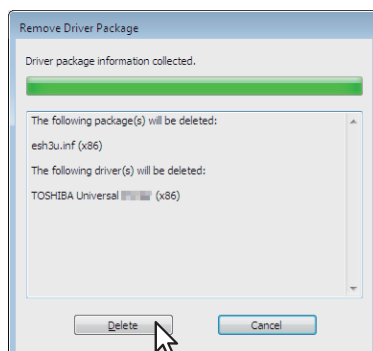 Remove Driver Package
Driver package information collected.
The following package(s) will be deleted:
esh3u.inf (x86)
The following driver(s) will be deleted:
TOSHIBA Universal (x86)
Delete Cancel